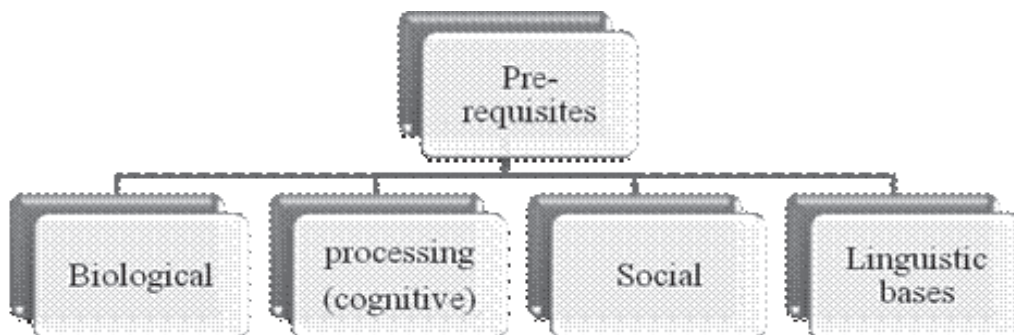 Pre-
requisites
Biological
processing
(cognitive)
Social
Linguistic
bases